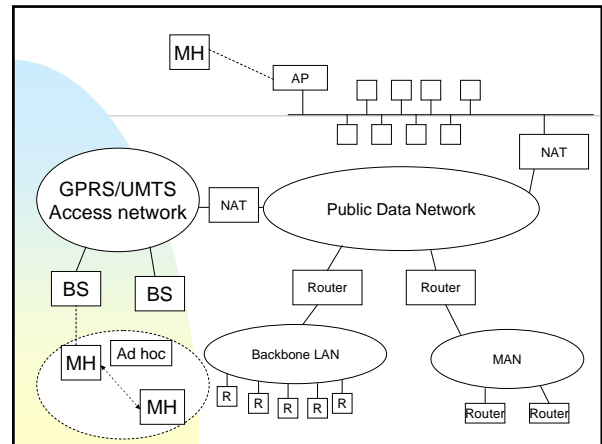 MH
AP
NAT
GPRS/UMTS
Access network
NAT
Public Data Network
BS
BS
Router
Router
MH
Ad hoc
MH
Backbone LAN
MAN
R
R
R
R
R
Router
Router